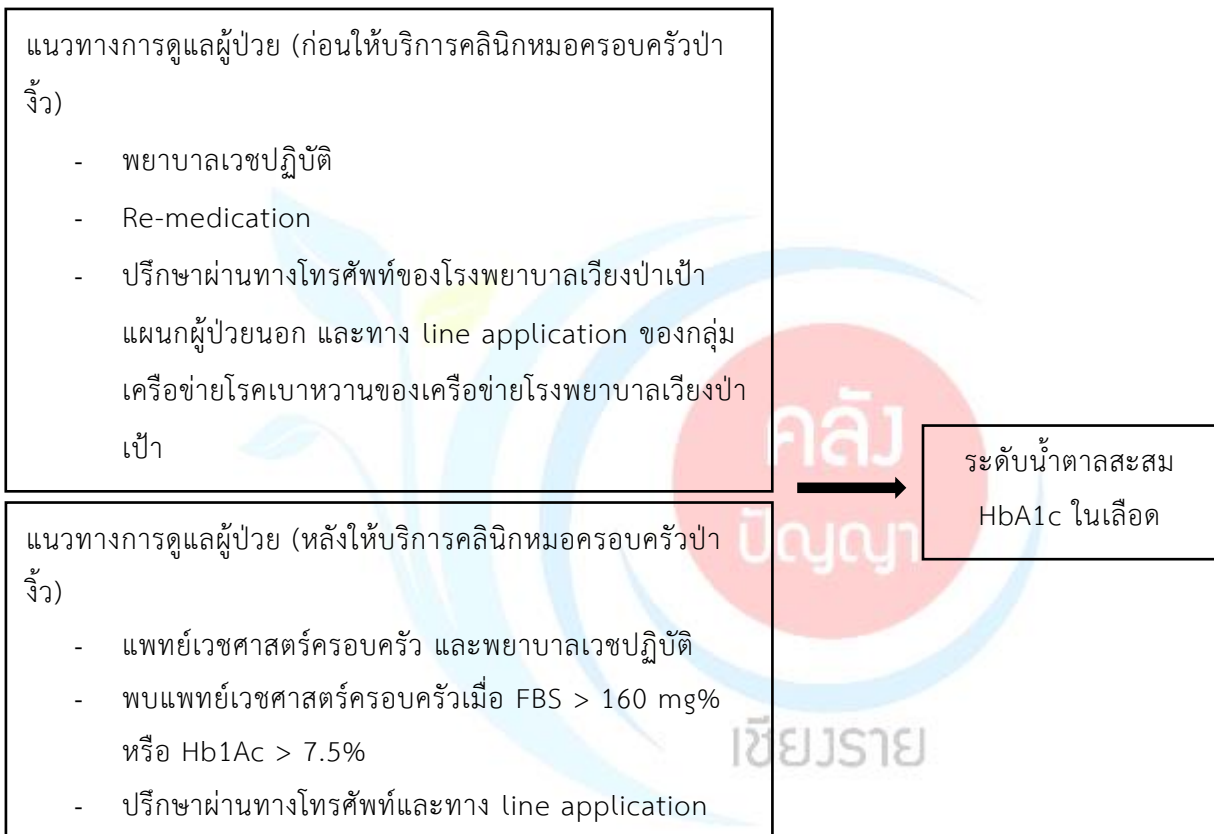 แนวทางการดูแลผู้ป่วย (ก่อนให้บริการคลินิกหมอครอบครัวป่า
งิ้ว)
- พยาบาลเวชปฏิบัติ
- Re-medication
- ปรึกษาผ่านทางโทรศัพท์ของโรงพยาบาลเวียงป่าเป้า
แผนกผู้ป่วยนอก และทาง line application ของกลุ่ม
เครือข่ายโรคเบาหวานของเครือข่ายโรงพยาบาลเวียงป่า
เป้า
แนวทางการดูแลผู้ป่วย (หลังให้บริการคลินิกหมอครอบครัวป่า
งิ้ว)
- แพทย์เวชศาสตร์ครอบครัว และพยาบาลเวชปฏิบัติ
- พบแพทย์เวชศาสตร์ครอบครัวเมื่อ FBS > 160 mg%
หรือ Hb1Ac > 7.5%
- ปรึกษาผ่านทางโทรศัพท์และทาง line application
ระดับน้ำตาลสะสม
HbA1c ในเลือด
คลัง
ปัญญา
เชียงราย